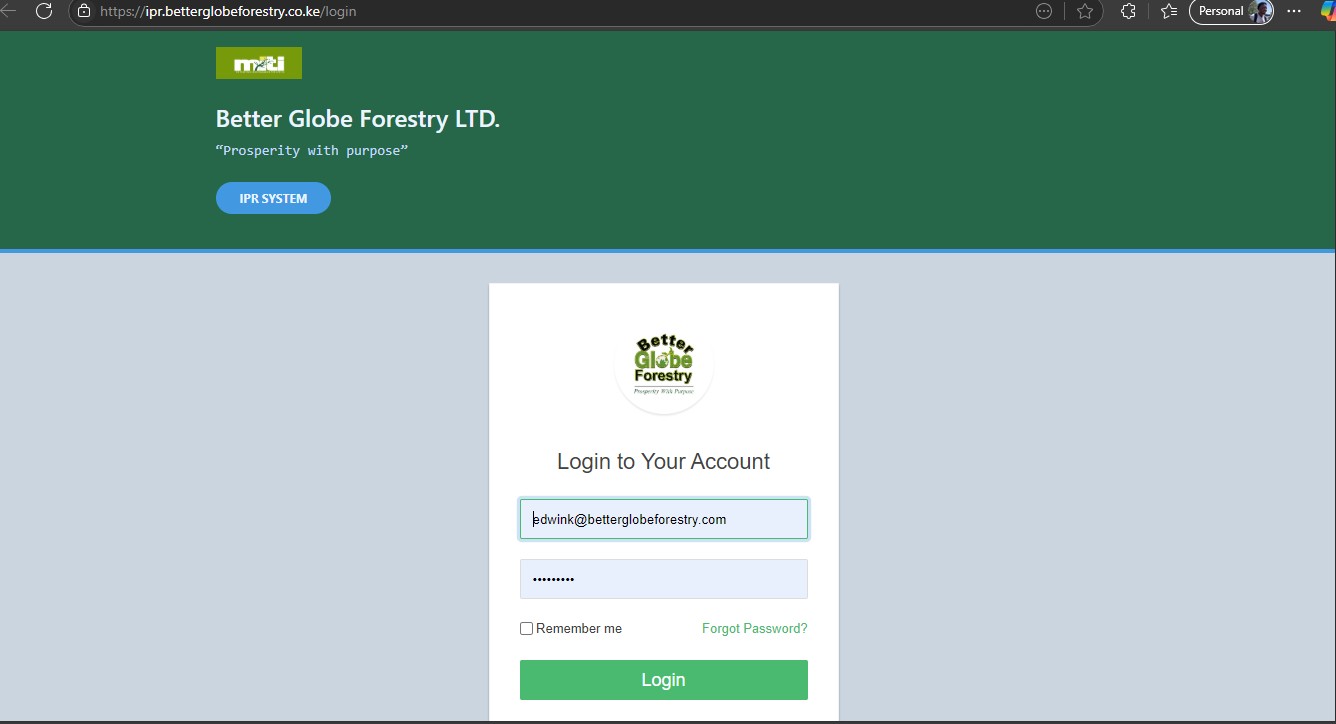 https://ipr.betterglobeforestry.co.ke/login
Personal
miti
Better Globe Forestry LTD.
“Prosperity with purpose”
IPR SYSTEM
Better
Globe
Forestry
Prosperity With Purpose
Login to Your Account
edwink@betterglobeforestry.com
•••••••••
Remember me
Forgot Password?
Login